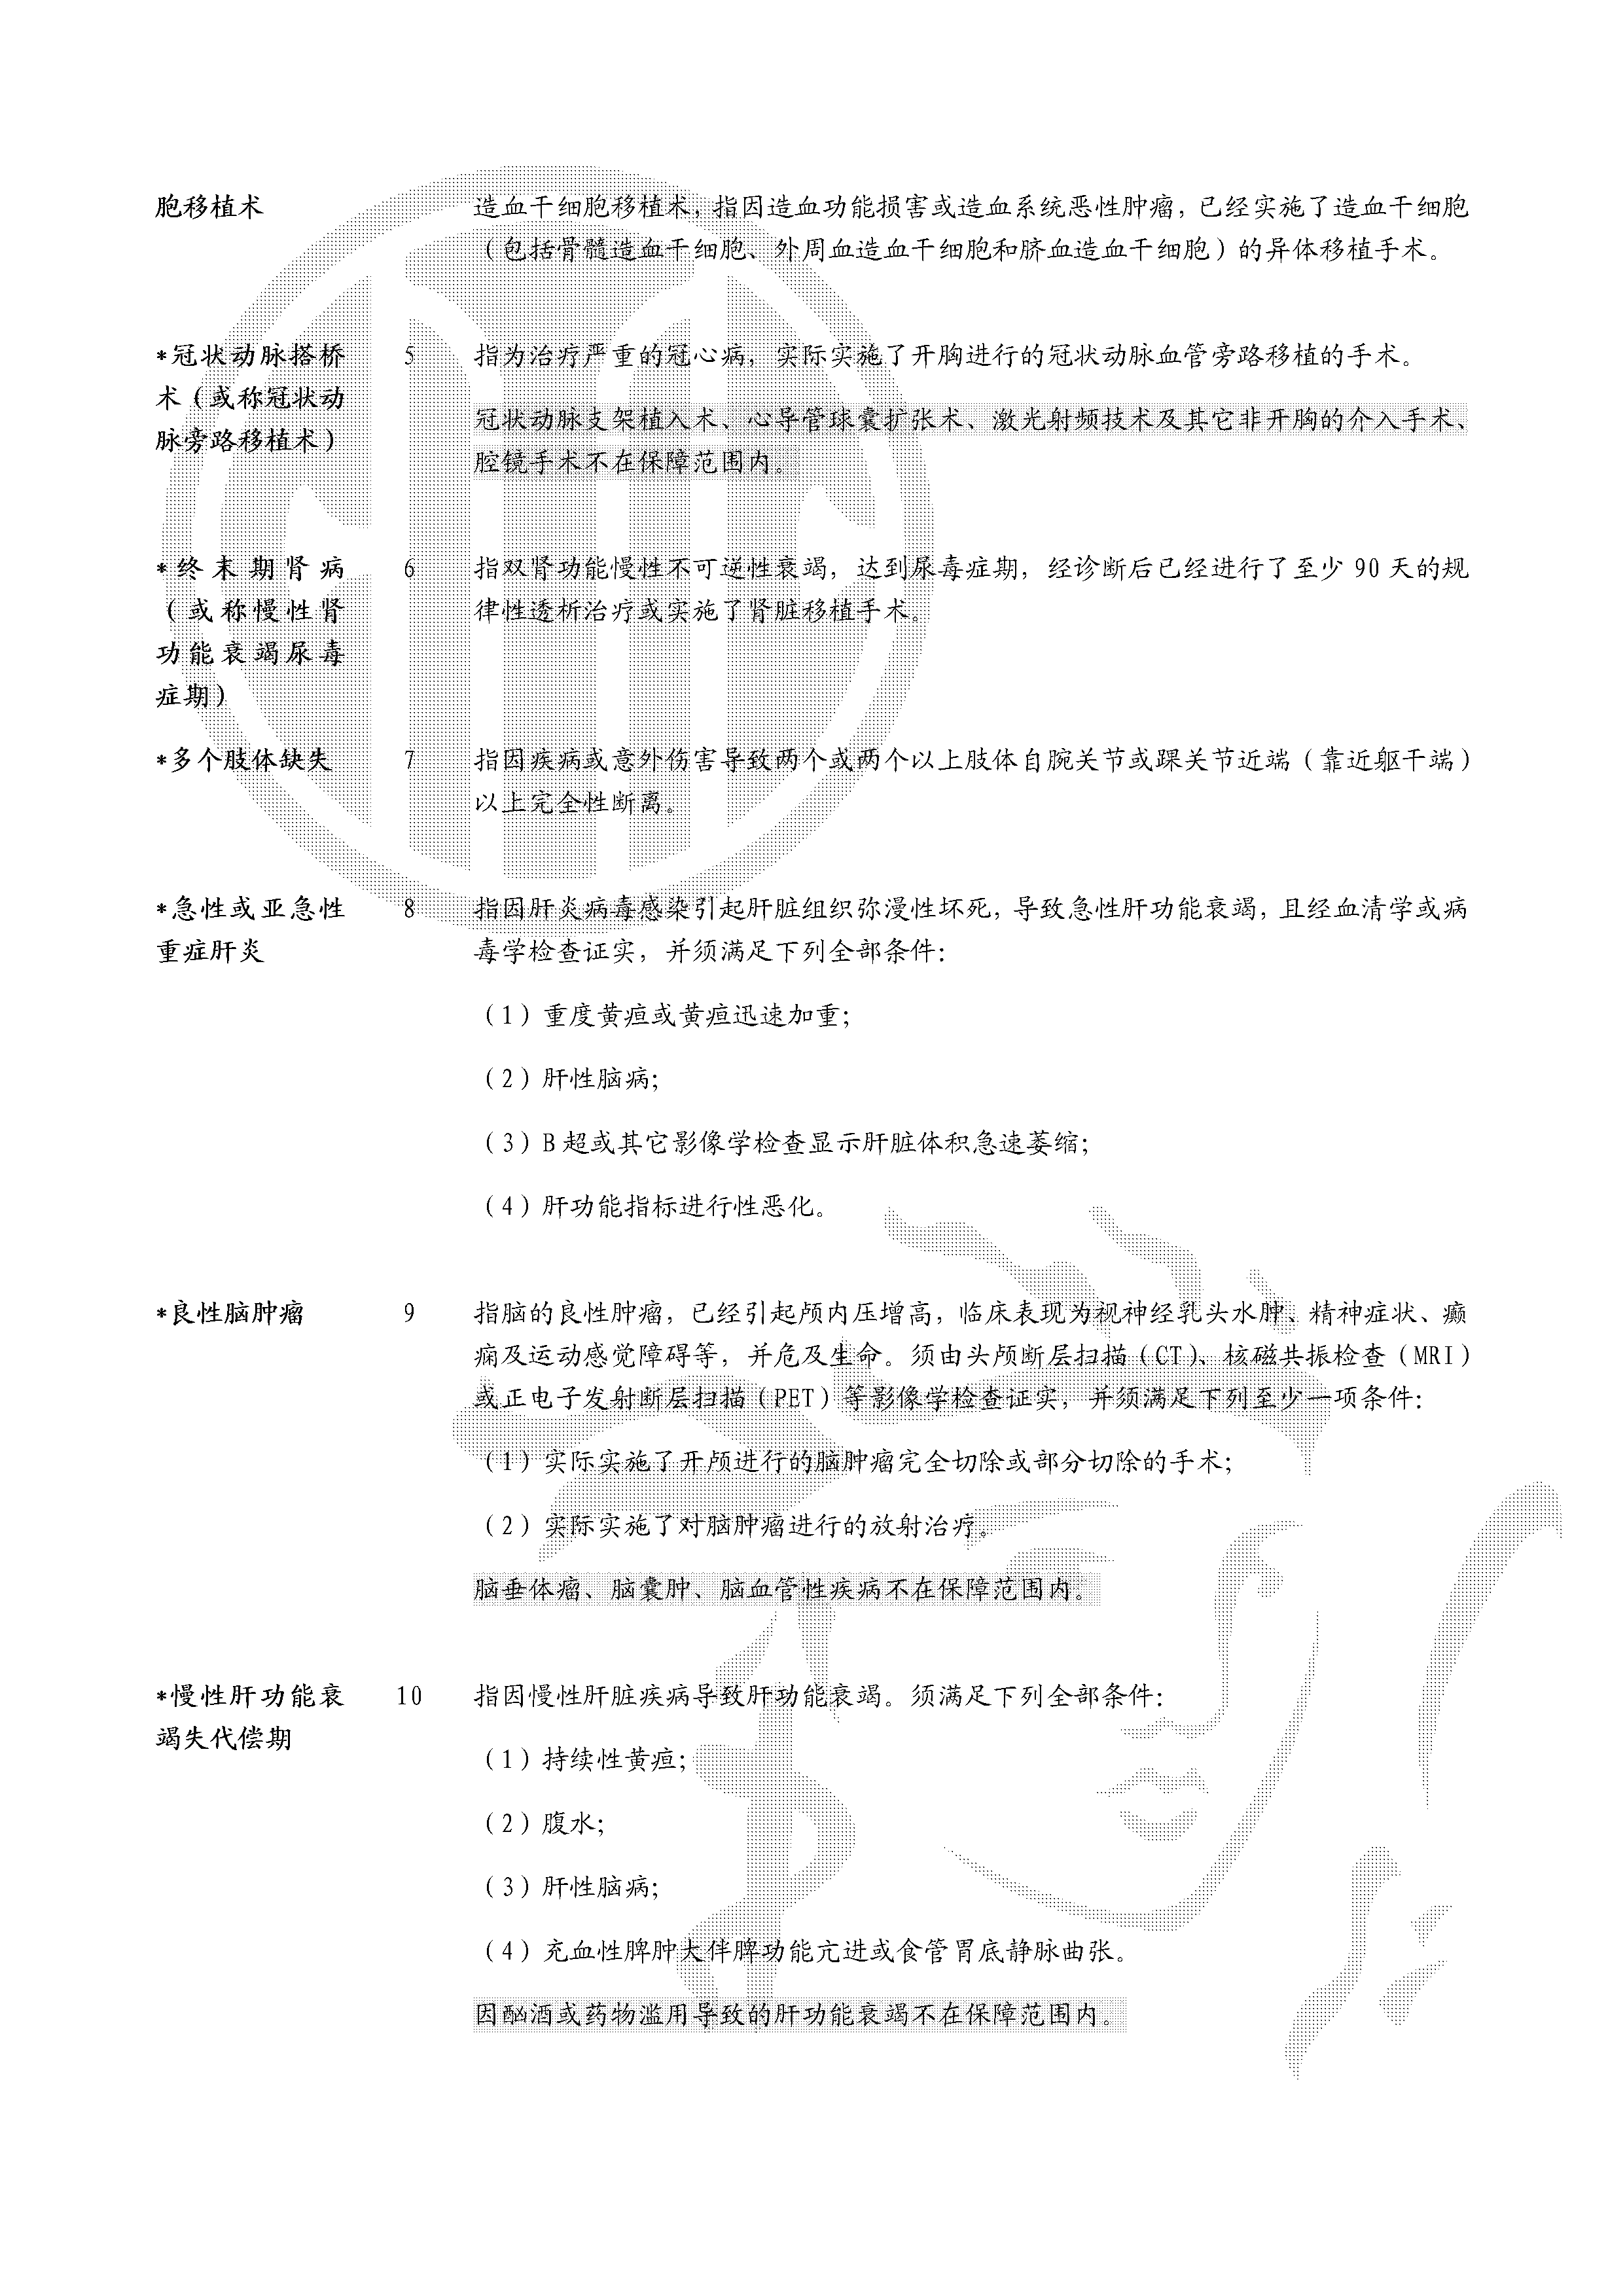 胞移植术 造血干细胞移植术，指因造血功能损害或造血系统恶性肿瘤，已经实施了造血干细胞
（包括骨髓造血干细胞、外周血造血干细胞和脐血造血干细胞）的异体移植手术。
*冠状动脉搭桥 5 指为治疗严重的冠心病，实际实施了开胸进行的冠状动脉血管旁路移植的手术。
术（或称冠状动
脉旁路移植术）
冠状动脉支架植入术、心导管球囊扩张术、激光射频技术及其它非开胸的介入手术、
腔镜手术不在保障范围内。
*终末期肾病 6 指双肾功能慢性不可逆性衰竭，达到尿毒症期，经诊断后已经进行了至少 90 天的规
（或称慢性肾 律性透析治疗或实施了肾脏移植手术。
功能衰竭尿毒
症期）
*多个肢体缺失 7 指因疾病或意外伤害导致两个或两个以上肢体自腕关节或踝关节近端（靠近躯干端）
以上完全性断离。
*急性或亚急性 8 指因肝炎病毒感染引起肝脏组织弥漫性坏死，导致急性肝功能衰竭，且经血清学或病
重症肝炎 毒学检查证实，并须满足下列全部条件：
（1）重度黄疸或黄疸迅速加重；
（2）肝性脑病；
（3）B 超或其它影像学检查显示肝脏体积急速萎缩；
（4）肝功能指标进行性恶化。
*良性脑肿瘤 9 指脑的良性肿瘤，已经引起颅内压增高，临床表现为视神经乳头水肿、精神症状、癫
痫及运动感觉障碍等，并危及生命。须由头颅断层扫描（CT）、核磁共振检查（MRI）
或正电子发射断层扫描（PET）等影像学检查证实，并须满足下列至少一项条件：
（1）实际实施了开颅进行的脑肿瘤完全切除或部分切除的手术；
（2）实际实施了对脑肿瘤进行的放射治疗。
脑垂体瘤、脑囊肿、脑血管性疾病不在保障范围内。
*慢性肝功能衰 10 指因慢性肝脏疾病导致肝功能衰竭。须满足下列全部条件：
竭失代偿期
（1）持续性黄疸；
（2）腹水；
（3）肝性脑病；
（4）充血性脾肿大伴脾功能亢进或食管胃底静脉曲张。
因酗酒或药物滥用导致的肝功能衰竭不在保障范围内。